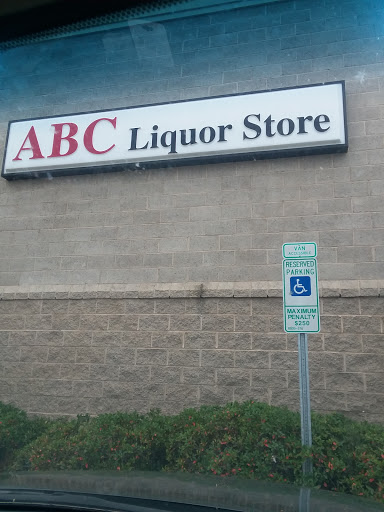 ABC Liquor Store
VAN
ACCESSIBLE
RESERVED
PARKING
MAXIMUM
PENALTY
$250